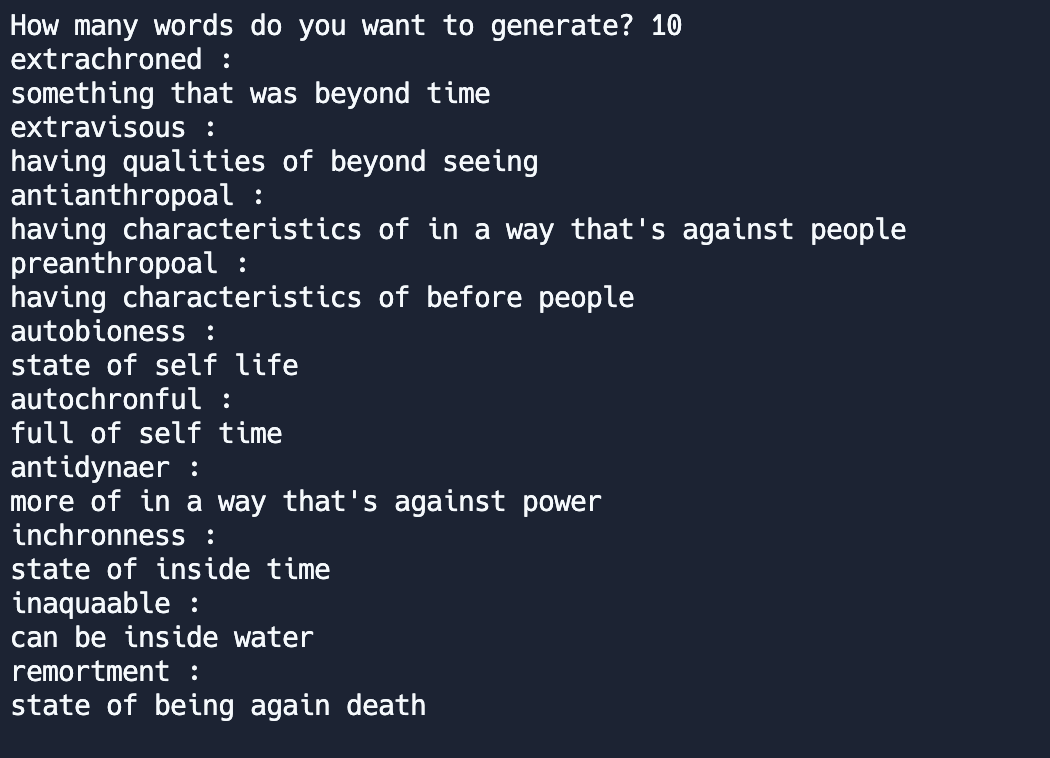 How many words do you want to generate? 10
extrachroned :
something that was beyond time
extravisous :
having qualities of beyond seeing
antianthropoal :
having characteristics of in a way that's against people
preanthropoal :
having characteristics of before people
autobioness :
state of self life
autochronful :
full of self time
antidynaer :
more of in a way that's against power
inchronness :
state of inside time
inaquaable :
can be inside water
remortment :
state of being again death